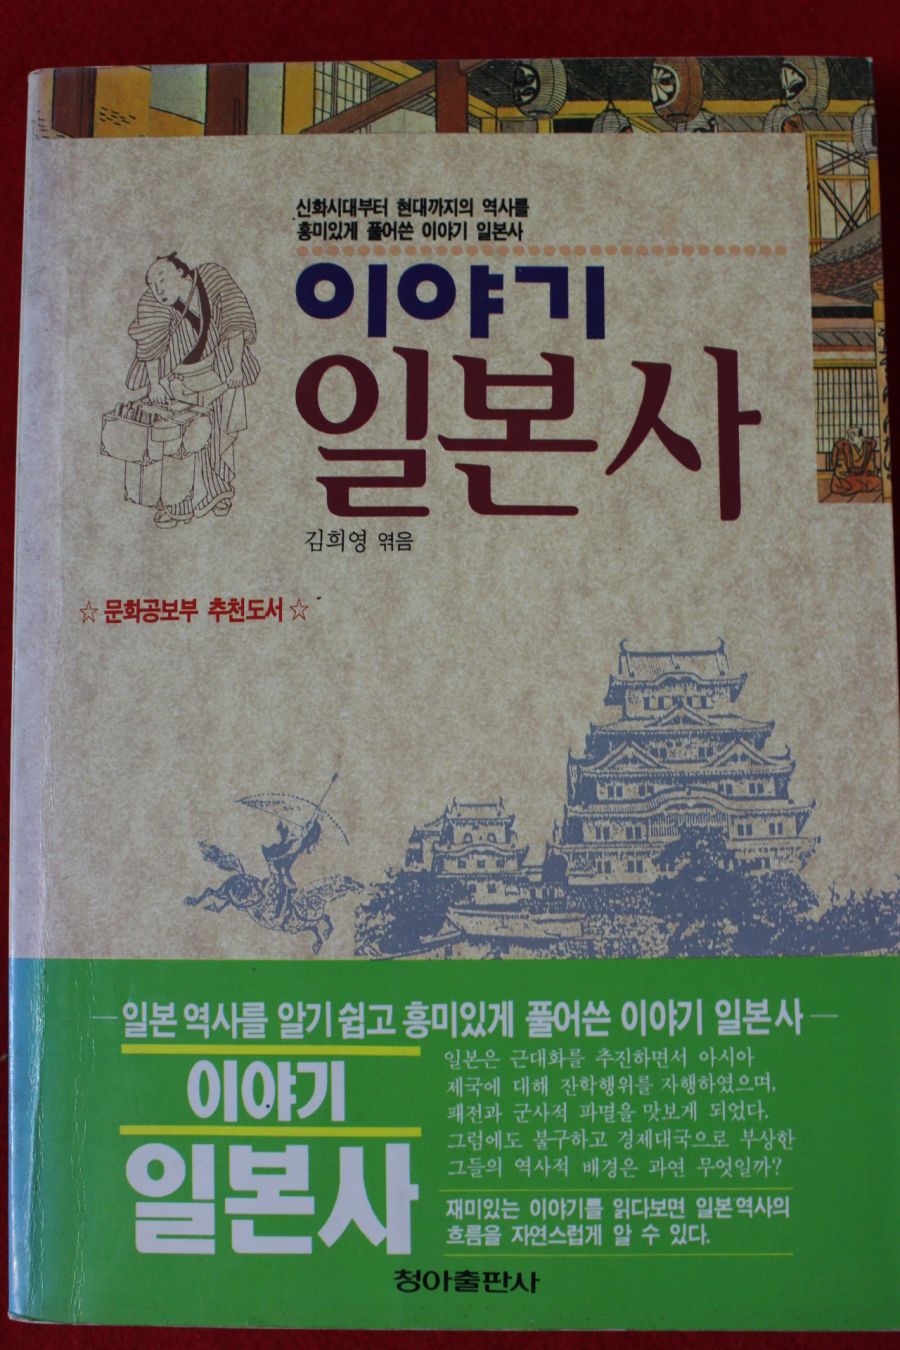 신화시대부터 현대까지의 역사를
흥미있게 풀어쓴 이야기 일본사
이야기
일본사
김희영 엮음
☆ 문화공보부 추천도서 ☆
일본 역사를 알기 쉽고 흥미있게 풀어쓴 이야기 일본사
이야기
일본사
일본은 근대화를 추진하면서 아시아
제국에 대해 잔학행위를 자행하였으며,
패전과 군사적 파멸을 맛보게 되었다.
그럼에도 불구하고 경제대국으로 부상한
그들의 역사적 배경은 과연 무엇일까?
재미있는 이야기를 읽다보면 일본역사의
흐름을 자연스럽게 알 수 있다.
청아출판사